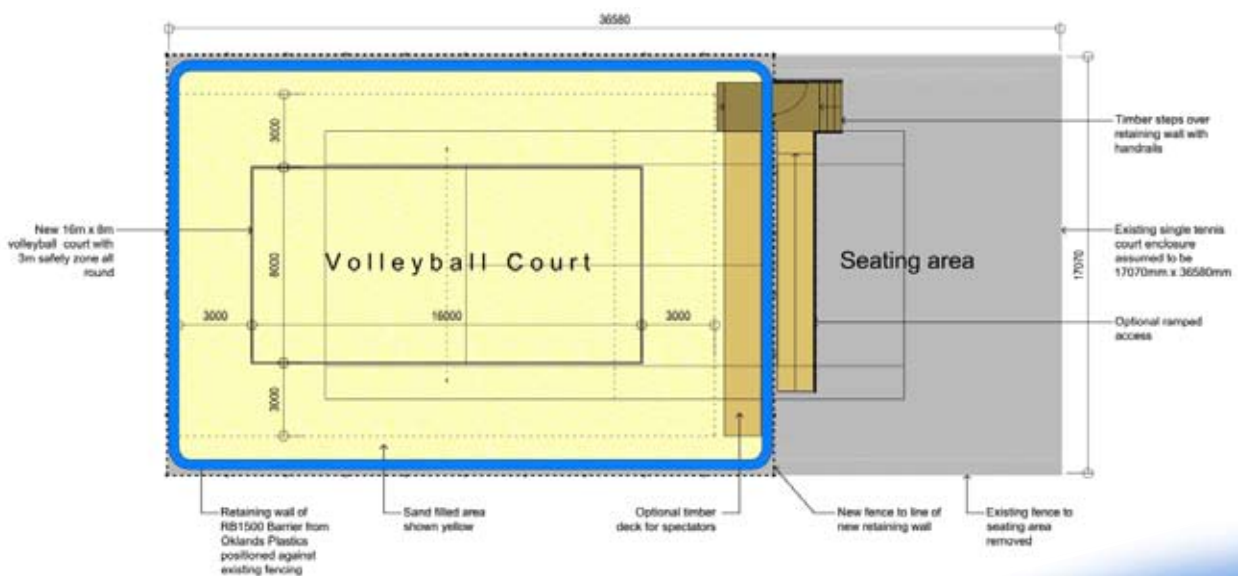 36580
Timber steps over
retaining wall with
handrails
3000
New 16m x 8m
volleyball court with
3m safety zone all
round
Volleyball Court
8000
Seating area
Existing single tennis
court enclosure
assumed to be
17070mm x 36580mm
17070
3000
16000
3000
Optional ramped
access
3000
Retaining wall of
RB1500 Barrier from
Oklands Plastics
positioned against
existing fencing
Sand filled area
shown yellow
Optional timber
deck for spectators
New fence to line of
new retaining wall
Existing fence to
seating area
removed